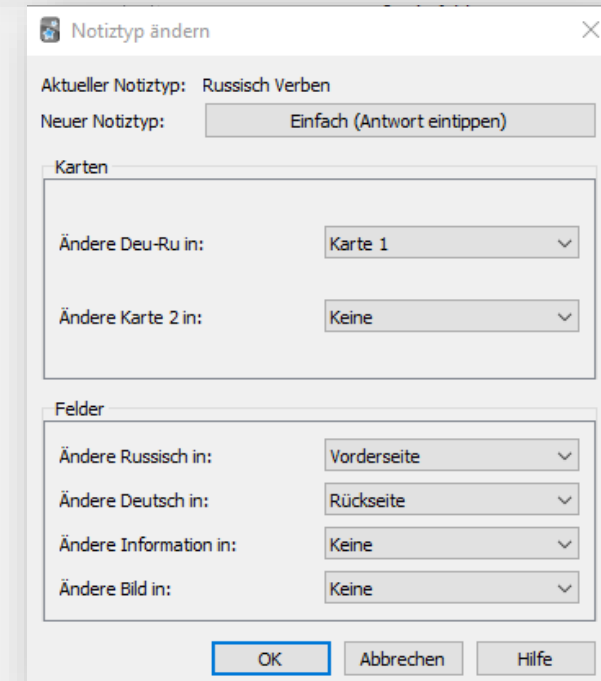 Notiztyp ändern
Aktueller Notiztyp: Russisch Verben
Neuer Notiztyp: Einfach (Antwort eintippen)
Karten
Ändere Deu-Ru in: Karte 1
Ändere Karte 2 in: Keine
Felder
Ändere Russisch in: Vorderseite
Ändere Deutsch in: Rückseite
Ändere Information in: Keine
Ändere Bild in: Keine
OK Abbrechen Hilfe